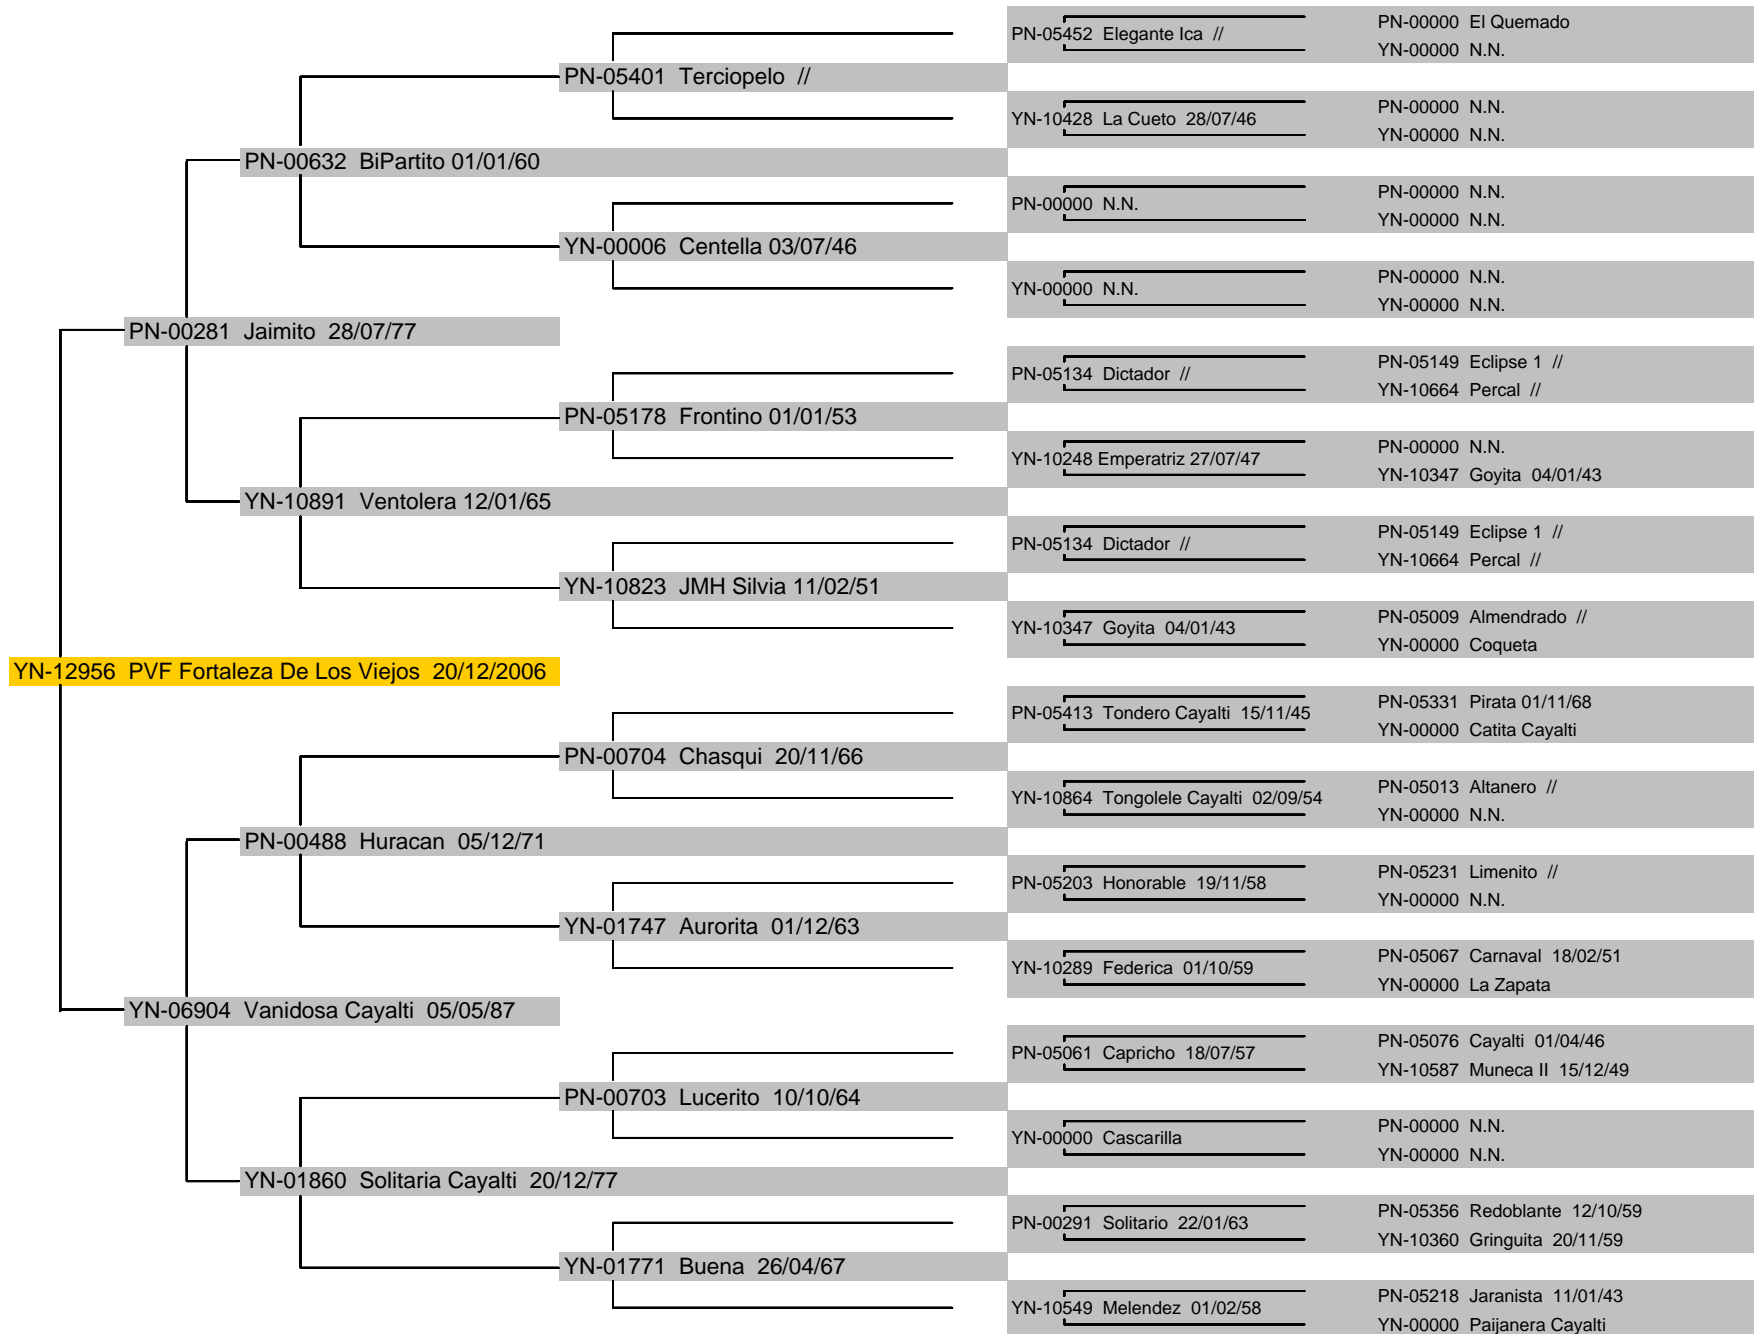 PN-00000 El Quemado
PN-05452 Elegante Ica //
YN-00000 N.N.
PN-05401 Terciopelo //
PN-00000 N.N.
YN-10428 La Cueto 28/07/46
YN-00000 N.N.
PN-00632 BiPartito 01/01/60
PN-00000 N.N.
PN-00000 N.N.
YN-00000 N.N.
YN-00006 Centella 03/07/46
PN-00000 N.N.
YN-00000 N.N.
YN-00000 N.N.
PN-00281 Jaimito 28/07/77
PN-05149 Eclipse 1 //
PN-05134 Dictador //
YN-10664 Percal //
PN-05178 Frontino 01/01/53
PN-00000 N.N.
YN-10248 Emperatriz 27/07/47
YN-10347 Goyita 04/01/43
YN-10891 Ventolera 12/01/65
PN-05149 Eclipse 1 //
PN-05134 Dictador //
YN-10664 Percal //
YN-10823 JMH Silvia 11/02/51
PN-05009 Almendrado //
YN-10347 Goyita 04/01/43
YN-00000 Coqueta
YN-12956 PVF Fortaleza De Los Viejos 20/12/2006
PN-05331 Pirata 01/11/68
PN-05413 Tondero Cayalti 15/11/45
YN-00000 Catita Cayalti
PN-00704 Chasqui 20/11/66
PN-05013 Altanero //
YN-10864 Tongolele Cayalti 02/09/54
YN-00000 N.N.
PN-00488 Huracan 05/12/71
PN-05231 Limenito //
PN-05203 Honorable 19/11/58
YN-00000 N.N.
YN-01747 Aurorita 01/12/63
PN-05067 Carnaval 18/02/51
YN-10289 Federica 01/10/59
YN-00000 La Zapata
YN-06904 Vanidosa Cayalti 05/05/87
PN-05076 Cayalti 01/04/46
PN-05061 Capricho 18/07/57
YN-10587 Muneca II 15/12/49
PN-00703 Lucerito 10/10/64
PN-00000 N.N.
YN-00000 Cascarilla
YN-00000 N.N.
YN-01860 Solitaria Cayalti 20/12/77
PN-05356 Redoblante 12/10/59
PN-00291 Solitario 22/01/63
YN-10360 Gringuita 20/11/59
YN-01771 Buena 26/04/67
PN-05218 Jaranista 11/01/43
YN-10549 Melendez 01/02/58
YN-00000 Paijanera Cayalti